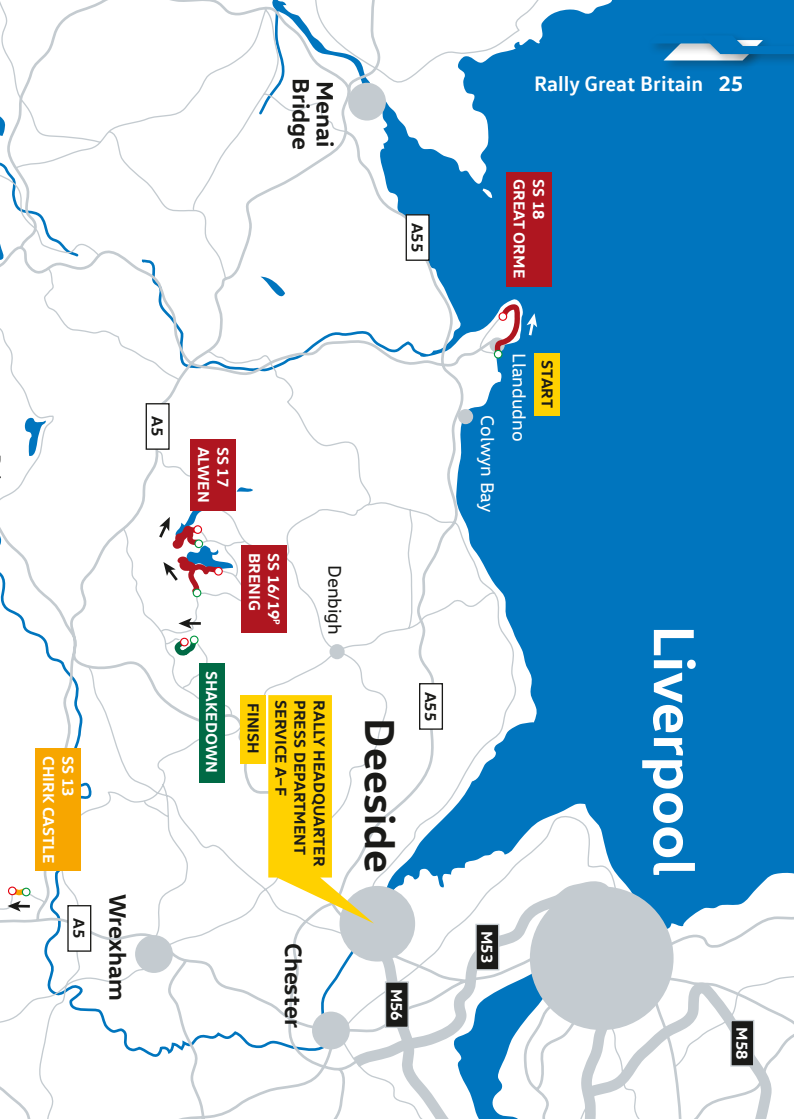 Rally Great Britain 25
Menai
Bridge
SS 18
GREAT ORME
A55
START
Llandudno
Colwyn Bay
A5
SS 17
ALWEN
SS 16/19P
BRENIG
Denbigh
SHAKEDOWN
A55
Liverpool
Deeside
RALLY HEADQUARTER
PRESS DEPARTMENT
SERVICE A–F
FINISH
SS 13
CHIRK CASTLE
A5
Wrexham
Chester
M53
M56
M58